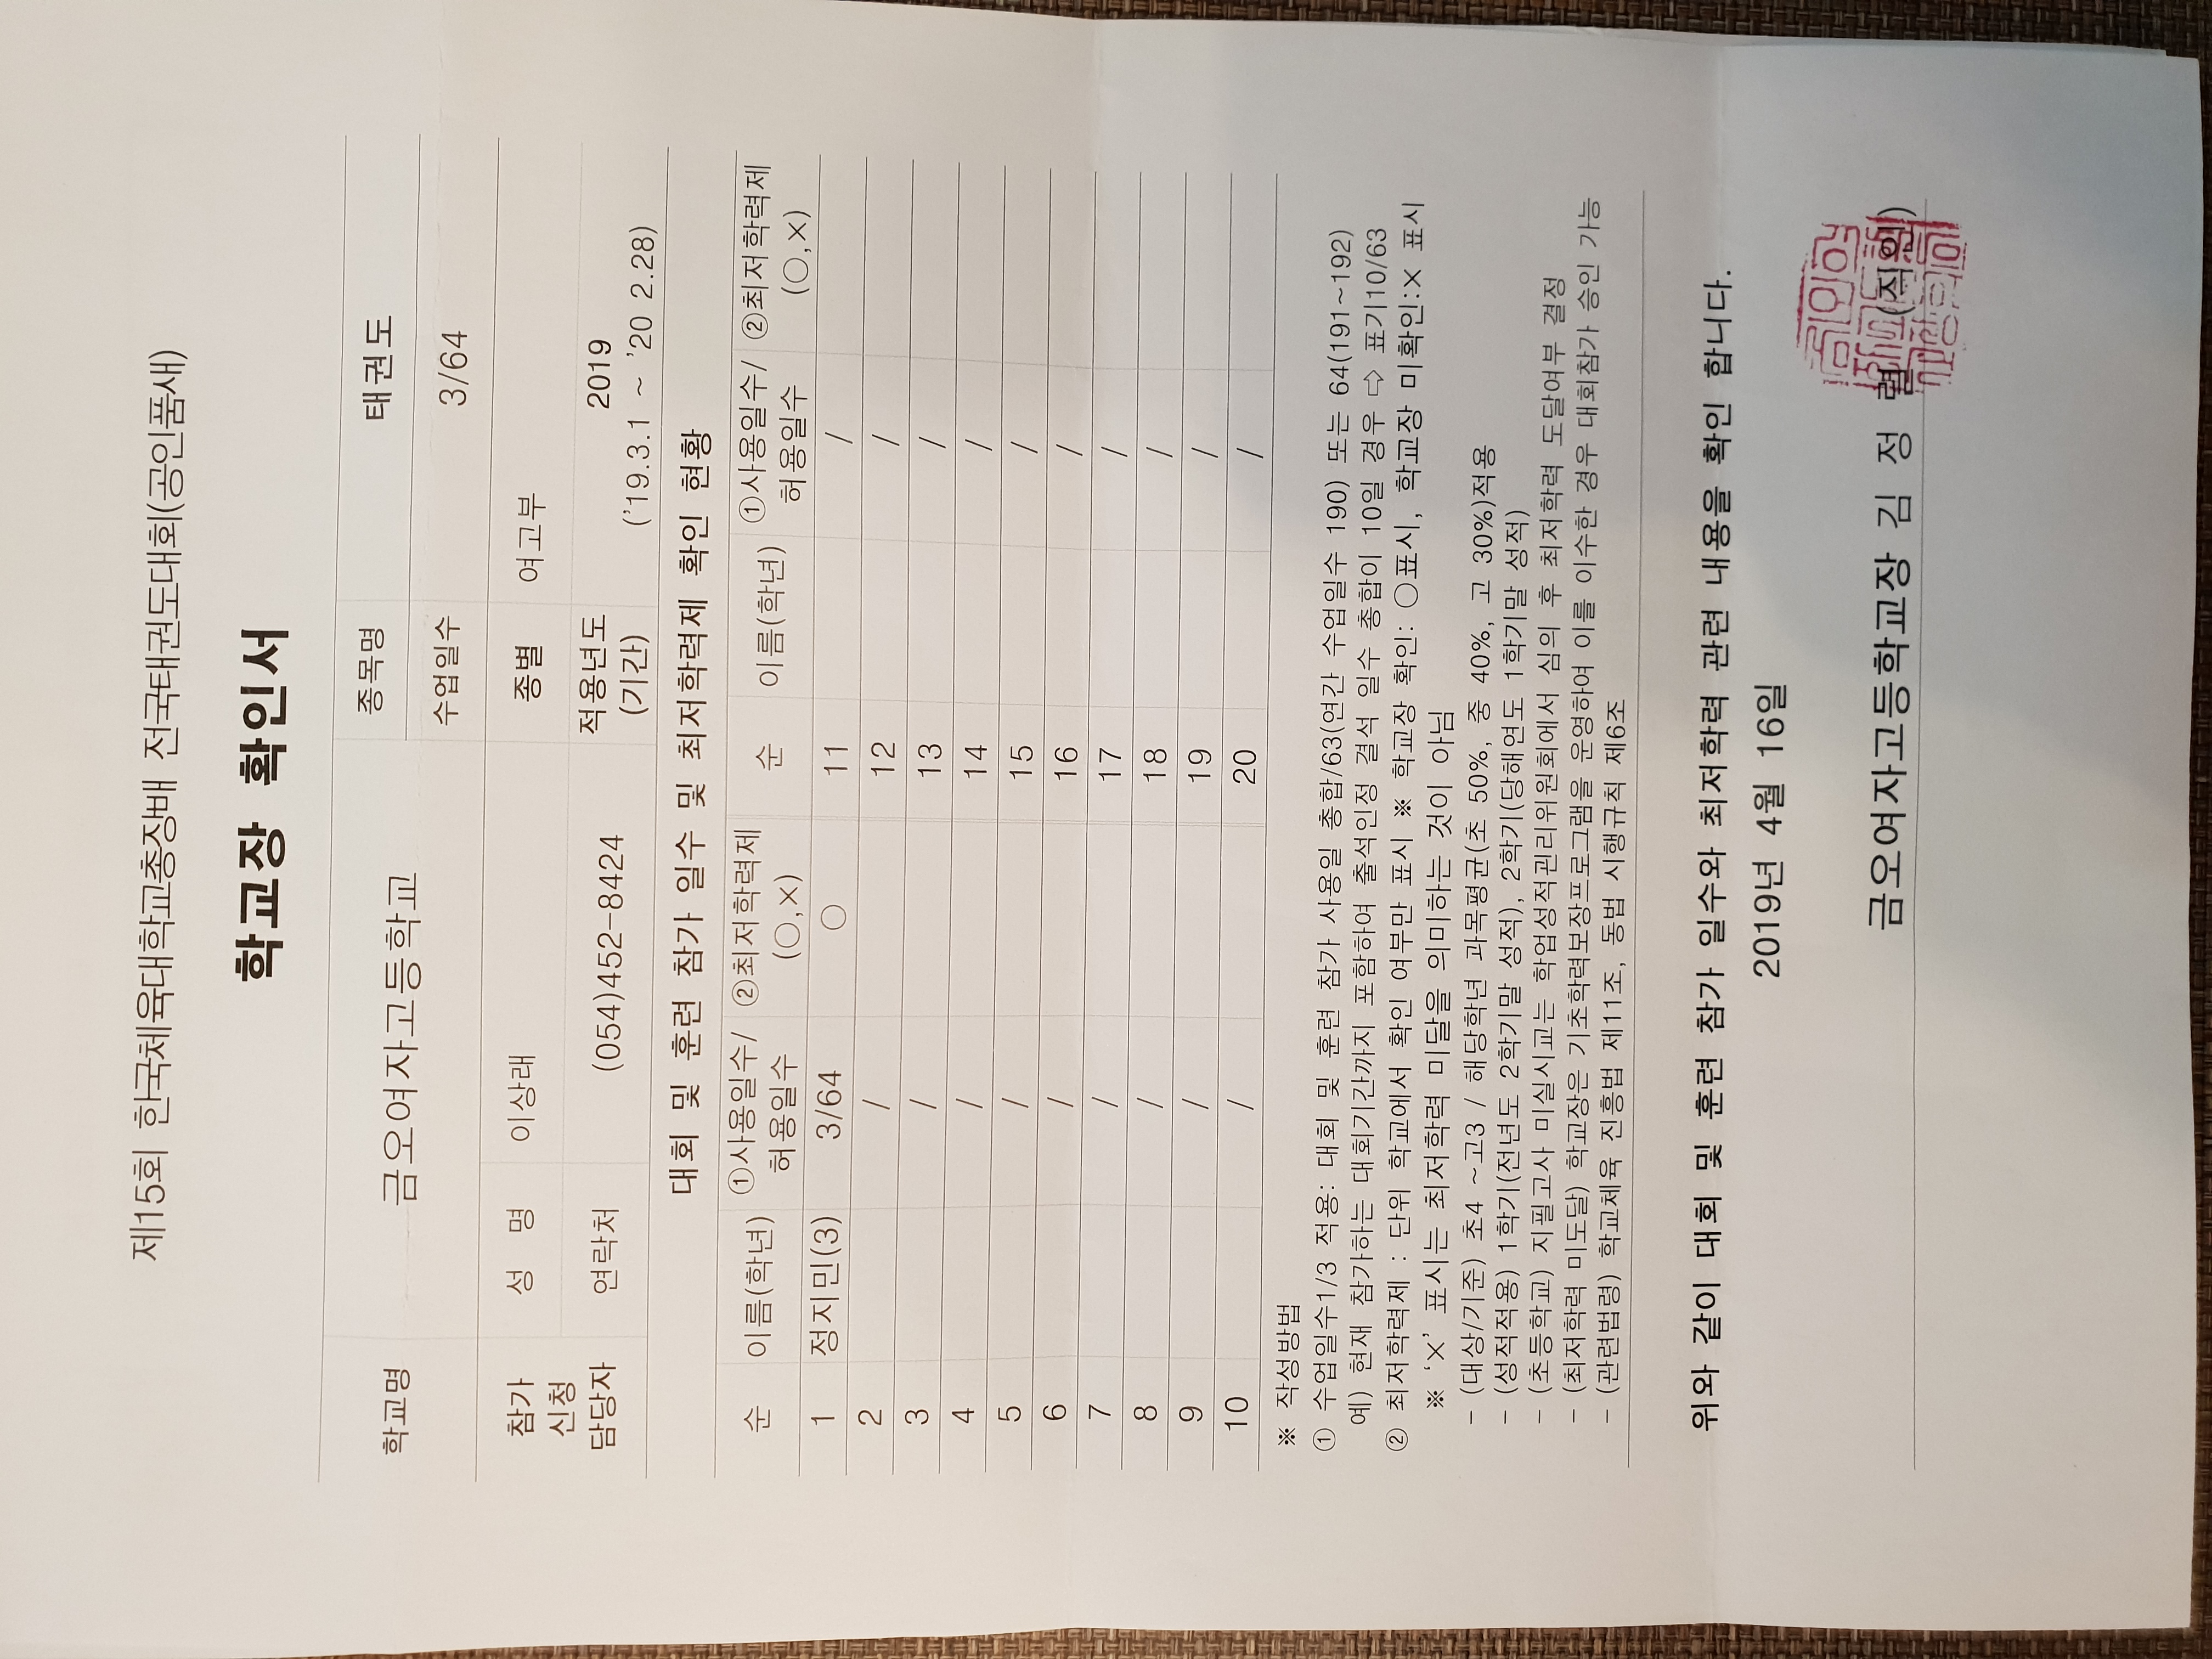 제15회 한국체육대학교총장배 전국태권도대회(공인품새)
학교장 확인서
학교명 금오여자고등학교 종목명 태권도
수업일수 3/64
참가 신청 담당자 성 명 이상래 종별 여고부
연락처 (054)452-8424 적용년도 (기간) 2019 ('19.3.1 ~ '20 2.28)
대회 및 훈련 참가 일수 및 최저학력제 확인 현황
순 이름(학년) ①사용일수/허용일수 ②최저학력제 (○,×) 순 이름(학년) ①사용일수/허용일수 ②최저학력제 (○,×)
1 정지민(3) 3/64 ○ 11 /
2 / 12 /
3 / 13 /
4 / 14 /
5 / 15 /
6 / 16 /
7 / 17 /
8 / 18 /
9 / 19 /
10 / 20 /
※ 작성방법
① 수업일수1/3 적용: 대회 및 훈련 참가 사용일 총합/63(연간 수업일수 190) 또는 64(191~192)
예) 현재 참가하는 대회기간까지 포함하여 출석인정 결석 일수 총합이 10일 경우 ⇨ 표기10/63
② 최저학력제 : 단위 학교에서 확인 여부만 표시 ※ 학교장 확인: ○표시, 학교장 미확인:× 표시
※ '×' 표시는 최저학력 미달을 의미하는 것이 아님
- (대상/기준) 초4 ~고3 / 해당학년 과목평균(초 50%, 중 40%, 고 30%)적용
- (성적적용) 1학기(전년도 2학기말 성적), 2학기(당해연도 1학기말 성적)
- (초등학교) 지필고사 미실시교는 학업성적관리위원회에서 심의 후 최저학력 도달여부 결정
- (최저학력 미도달) 학교장은 기초학력보장프로그램을 운영하여 이를 이수한 경우 대회참가 승인 가능
- (관련법령) 학교체육 진흥법 제11조, 동법 시행규칙 제6조
위와 같이 대회 및 훈련 참가 일수와 최저학력 관련 내용을 확인 합니다.
2019년 4월 16일
금오여자고등학교장 김 정 렬 (직인)